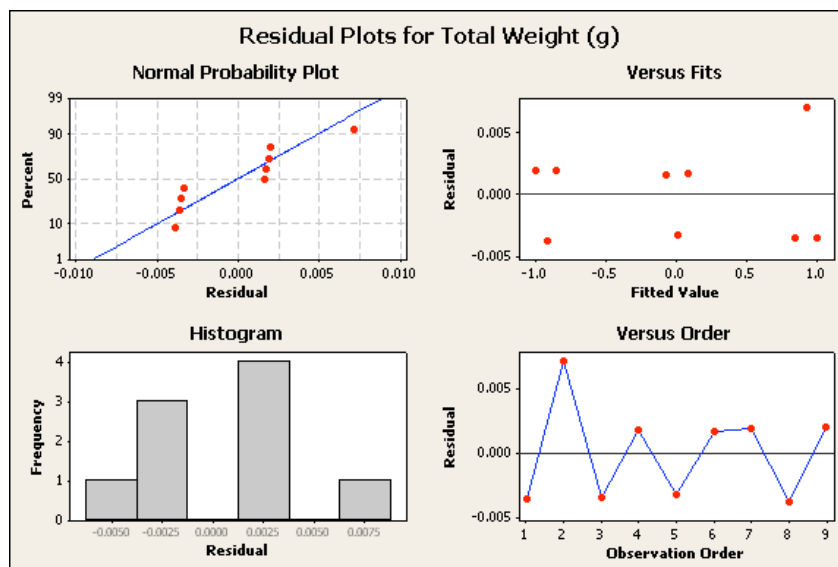 Residual Plots for Total Weight (g)
Normal Probability Plot
99
90
50
10
1
Percent
-0.010 -0.005 0.000 0.005 0.010
Residual
Versus Fits
0.005
0.000
-0.005
Residual
-1.0 -0.5 0.0 0.5 1.0
Fitted Value
Histogram
4
3
2
1
0
Frequency
-0.0050 -0.0025 0.0000 0.0025 0.0050 0.0075
Residual
Versus Order
0.005
0.000
-0.005
Residual
1 2 3 4 5 6 7 8 9
Observation Order